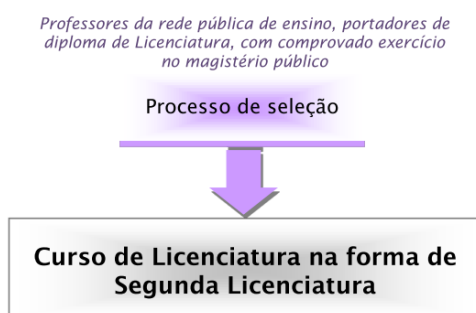 Professores da rede pública de ensino, portadores de
diploma de Licenciatura, com comprovado exercício
no magistério público
Processo de seleção
Curso de Licenciatura na forma de
Segunda Licenciatura